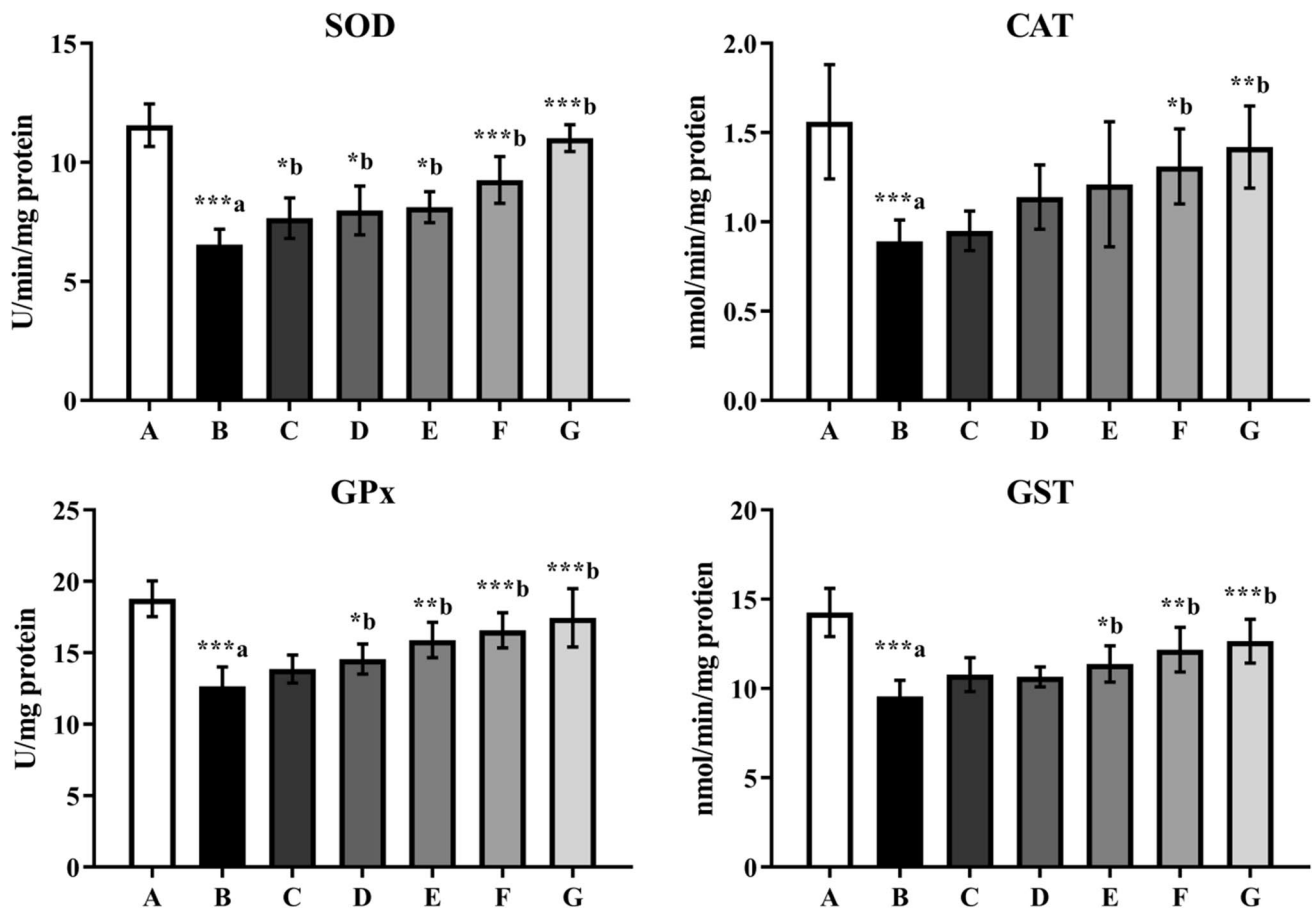 SOD
U/min/mg protein
15
10
5
0
***a
*b
*b
*b
***b
***b
A B C D E F G
CAT
nmol/min/mg protien
2.0
1.5
1.0
0.5
0.0
***a
*b
**b
A B C D E F G
GPx
U/mg protein
25
20
15
10
5
0
***a
*b
**b
***b
***b
A B C D E F G
GST
nmol/min/mg protien
20
15
10
5
0
***a
*b
**b
***b
A B C D E F G